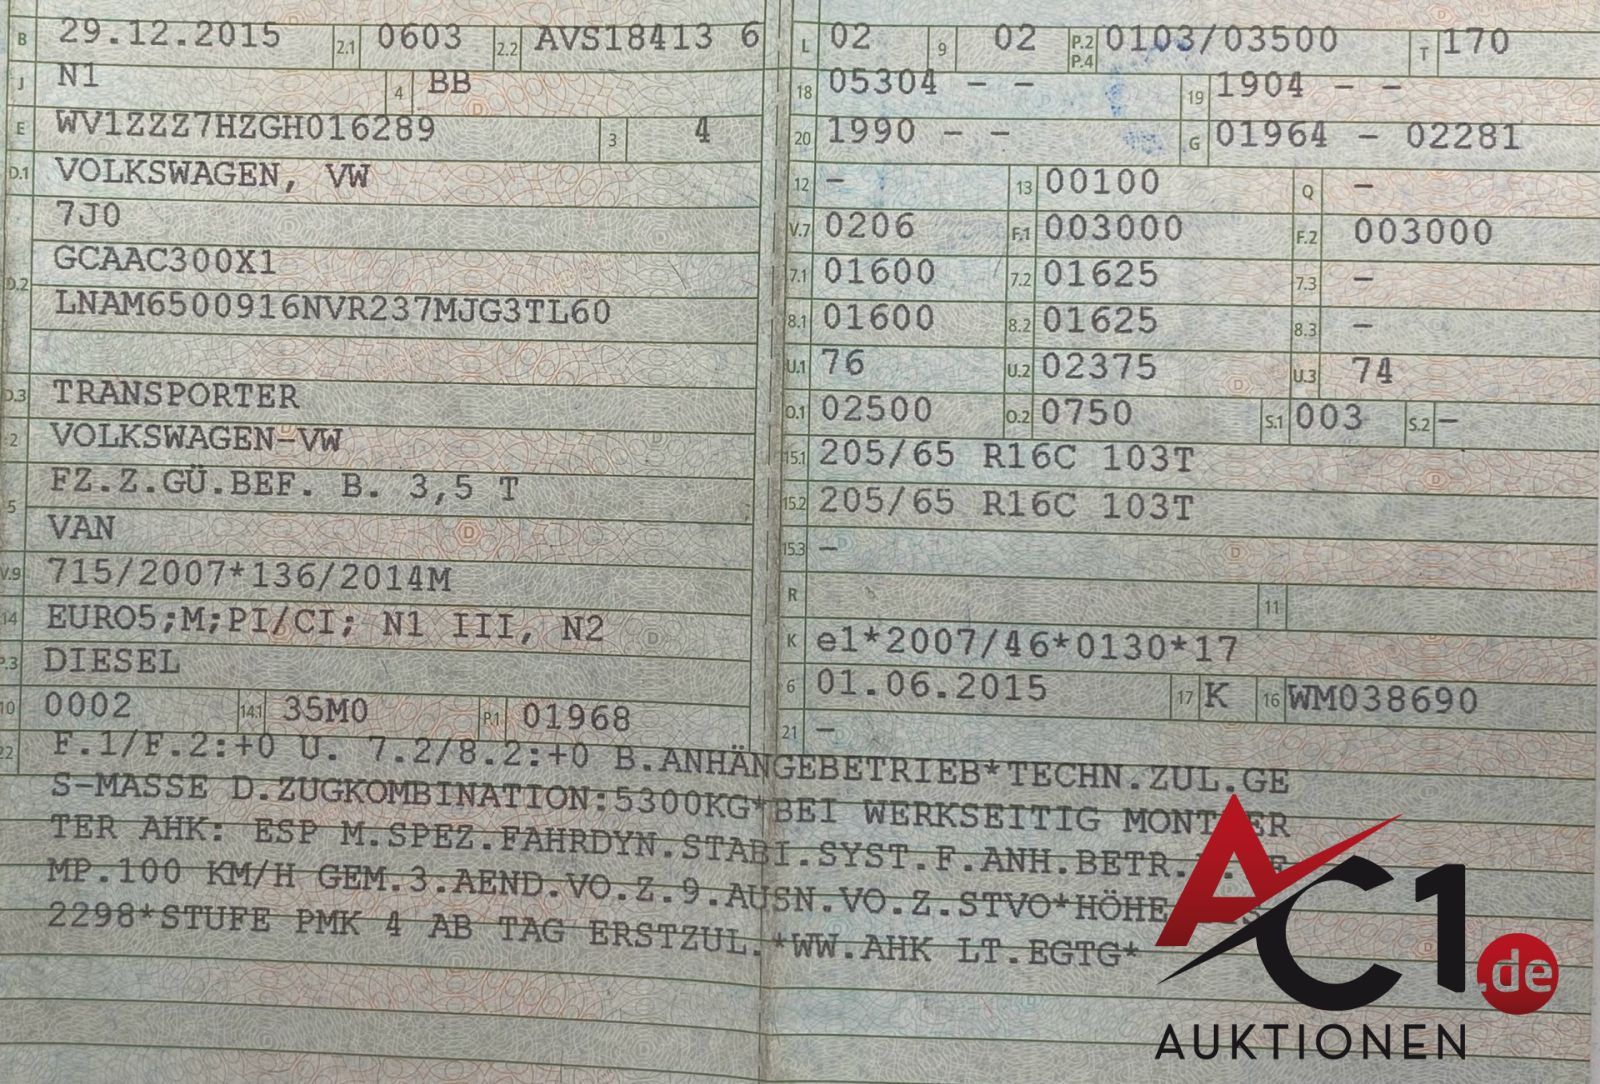 B 29.12.2015 2.1 0603 2.2 AVS18413 6
J N1 4 BB
E WV1ZZZ7HZGH016289 3 4
D.1 VOLKSWAGEN, VW
7J0
D.2 GCAAC300X1
LNAM6500916NVR237MJG3TL60
D.3 TRANSPORTER
2 VOLKSWAGEN-VW
5 FZ.Z.GÜ.BEF. B. 3,5 T
VAN
V.9 715/2007*136/2014M
14 EURO5;M;PI/CI; N1 III, N2
P.3 DIESEL
10 0002 14.1 35M0 P.1 01968
L 02 9 02 P.2 P.4 0103/03500 T 170
18 05304 - - 19 1904 - -
20 1990 - - G 01964 - 02281
12 - 13 00100 Q -
V.7 0206 F.1 003000 F.2 003000
7.1 01600 7.2 01625 7.3 -
8.1 01600 8.2 01625 8.3 -
U.1 76 U.2 02375 U.3 74
O.1 02500 O.2 0750 S.1 003 S.2 -
15.1 205/65 R16C 103T
15.2 205/65 R16C 103T
15.3 -
R 11
K e1*2007/46*0130*17
6 01.06.2015 17 K 16 WM038690
21 -
22 F.1/F.2:+0 U. 7.2/8.2:+0 B.ANHÄNGEBETRIEB*TECHN.ZUL.GE
S-MASSE D.ZUGKOMBINATION:5300KG*BEI WERKSEITIG MONTIER
TER AHK: ESP M.SPEZ.FAHRDYN.STABI.SYST.F.ANH.BETR.
MP.100 KM/H GEM.3.AEND.VO.Z.9.AUSN.VO.Z.STVO*HÖHE
2298*STUFE PMK 4 AB TAG ERSTZUL.*WW.AHK LT.EGTG*
AC1.de
AUKTIONEN